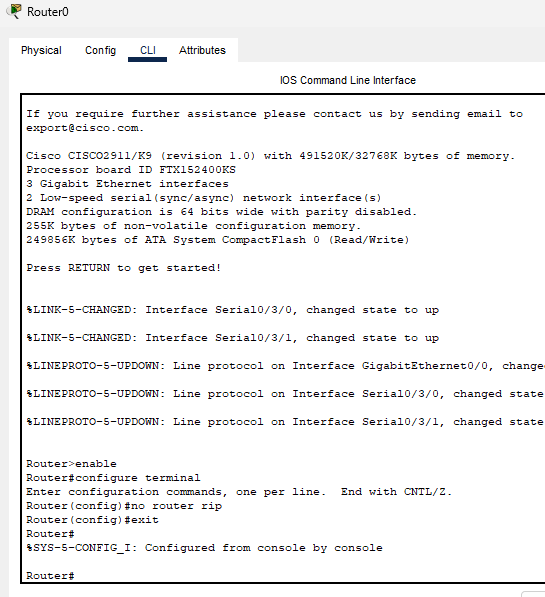 Router0
Physical Config CLI Attributes
IOS Command Line Interface
If you require further assistance please contact us by sending email to
export@cisco.com.
Cisco CISCO2911/K9 (revision 1.0) with 491520K/32768K bytes of memory.
Processor board ID FTX152400KS
3 Gigabit Ethernet interfaces
2 Low-speed serial(sync/async) network interface(s)
DRAM configuration is 64 bits wide with parity disabled.
255K bytes of non-volatile configuration memory.
249856K bytes of ATA System CompactFlash 0 (Read/Write)
Press RETURN to get started!
%LINK-5-CHANGED: Interface Serial0/3/0, changed state to up
%LINK-5-CHANGED: Interface Serial0/3/1, changed state to up
%LINEPROTO-5-UPDOWN: Line protocol on Interface GigabitEthernet0/0, change
%LINEPROTO-5-UPDOWN: Line protocol on Interface Serial0/3/0, changed state
%LINEPROTO-5-UPDOWN: Line protocol on Interface Serial0/3/1, changed state
Router>enable
Router#configure terminal
Enter configuration commands, one per line. End with CNTL/Z.
Router(config)#no router rip
Router(config)#exit
Router#
%SYS-5-CONFIG_I: Configured from console by console
Router#